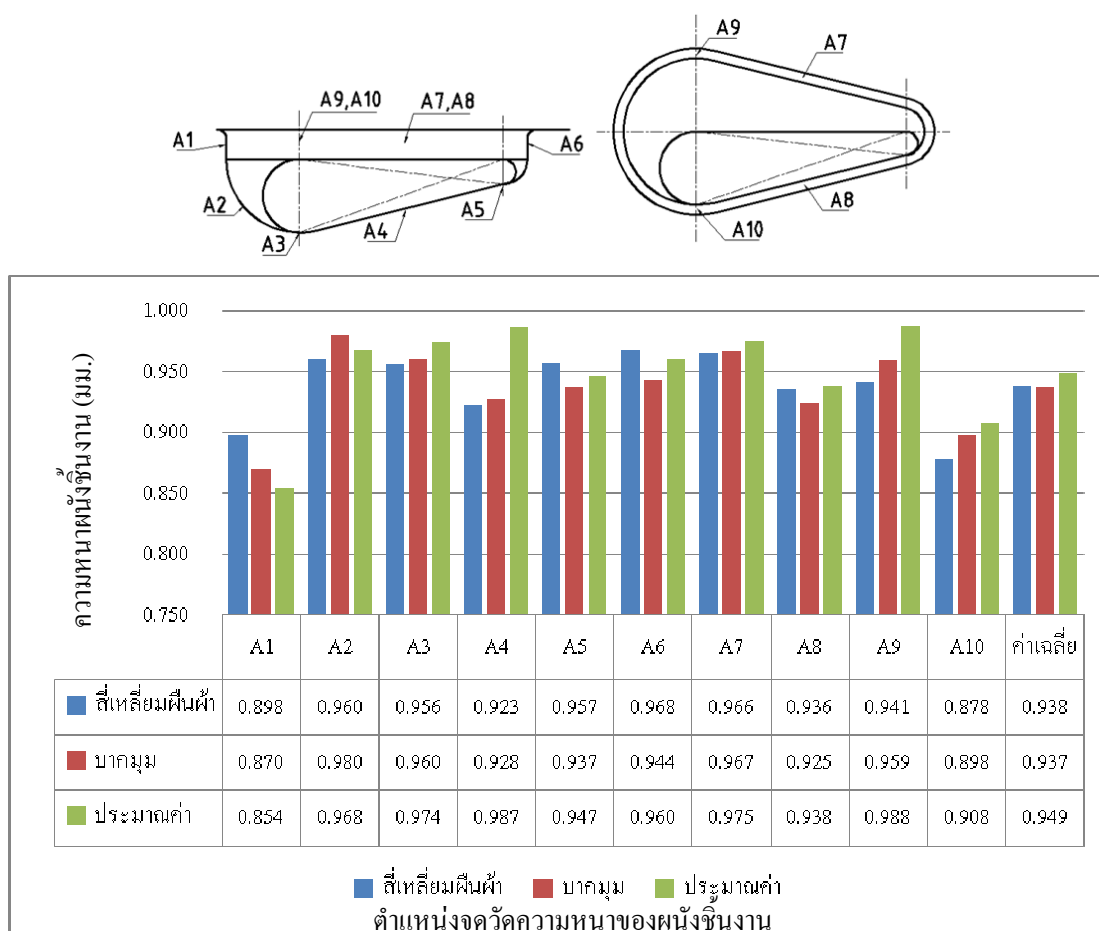 A9
A7
A9,A10
A7,A8
A1
A6
A2
A5
A8
A3
A4
A10
ความหนาผนังชิ้นงาน (มม.)
1.000
0.950
0.900
0.850
0.800
0.750
A1 A2 A3 A4 A5 A6 A7 A8 A9 A10 ค่าเฉลี่ย
สี่เหลี่ยมผืนผ้า 0.898 0.960 0.956 0.923 0.957 0.968 0.966 0.936 0.941 0.878 0.938
บากมุม 0.870 0.980 0.960 0.928 0.937 0.944 0.967 0.925 0.959 0.898 0.937
ประมาณค่า 0.854 0.968 0.974 0.987 0.947 0.960 0.975 0.938 0.988 0.908 0.949
สี่เหลี่ยมผืนผ้า บากมุม ประมาณค่า
ตำแหน่งจุดวัดความหนาของผนังชิ้นงาน